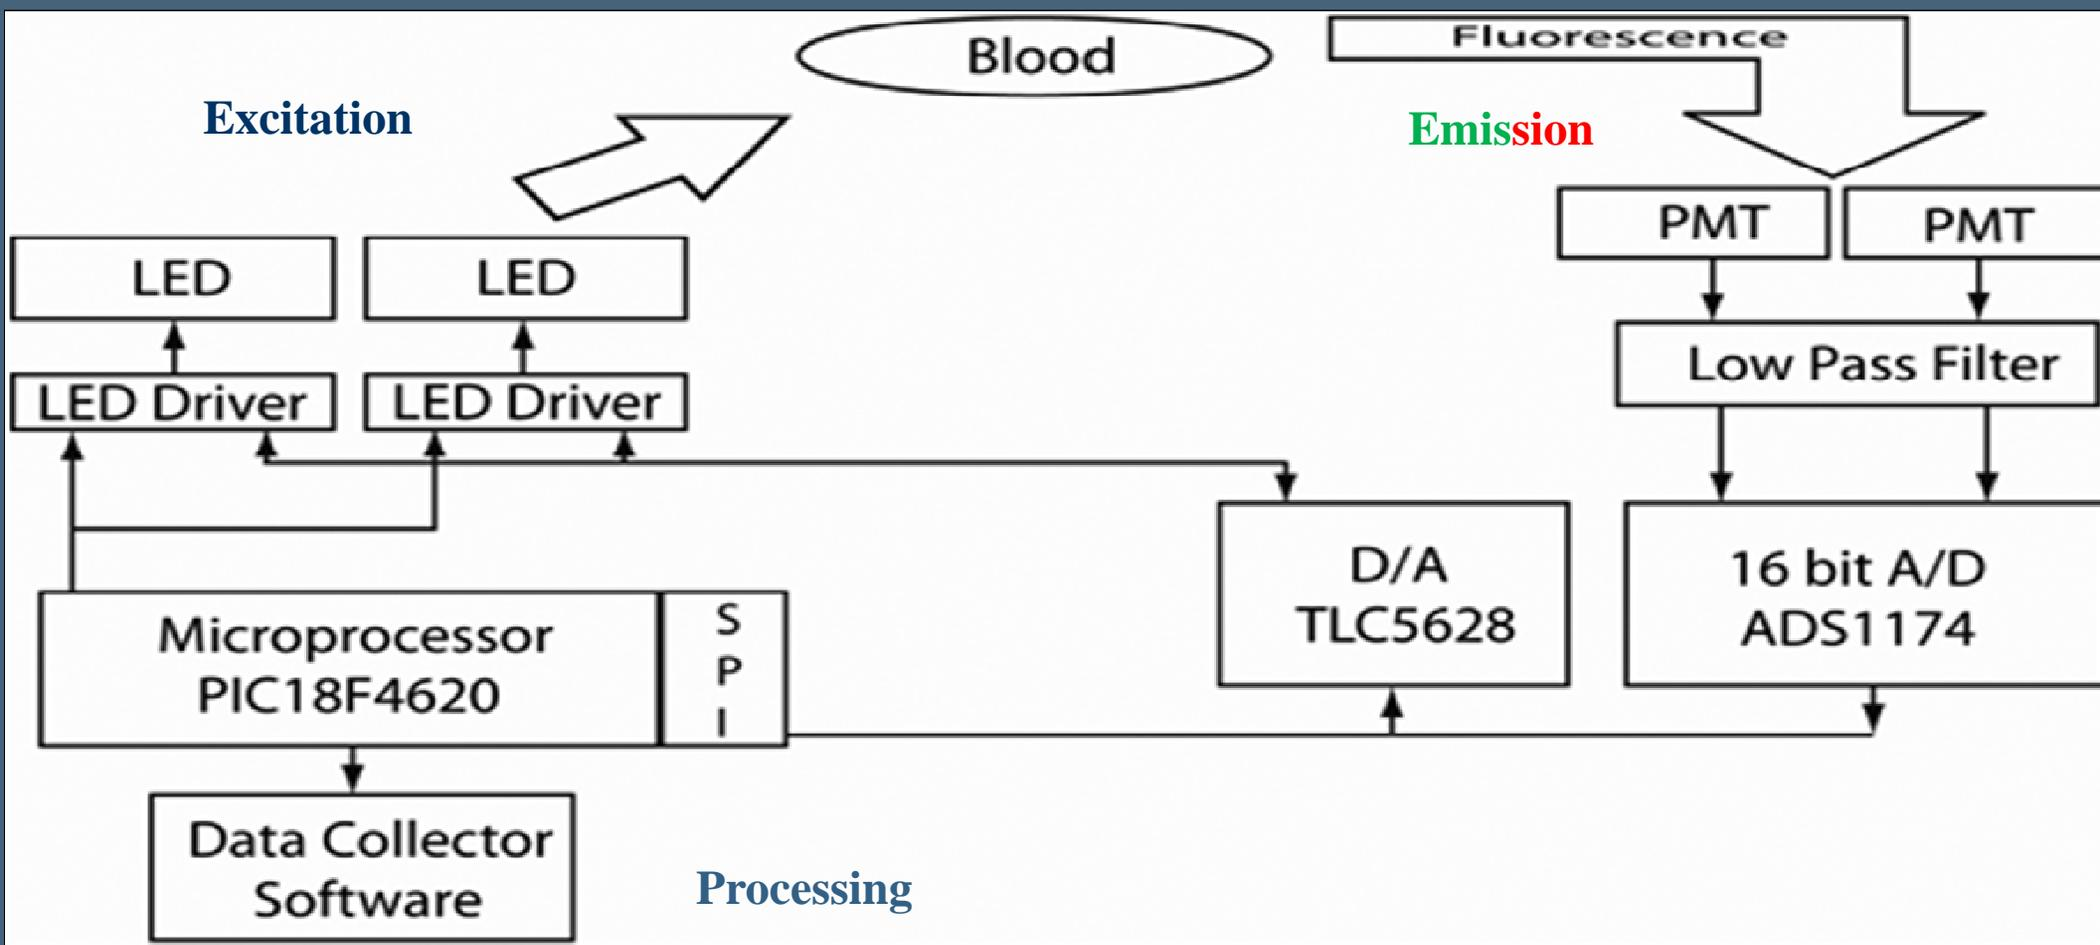 Blood
Fluorescence
Excitation
Emission
PMT
PMT
LED
LED
Low Pass Filter
LED Driver
LED Driver
D/A
TLC5628
16 bit A/D
ADS1174
Microprocessor
PIC18F4620
S
P
I
Data Collector
Software
Processing